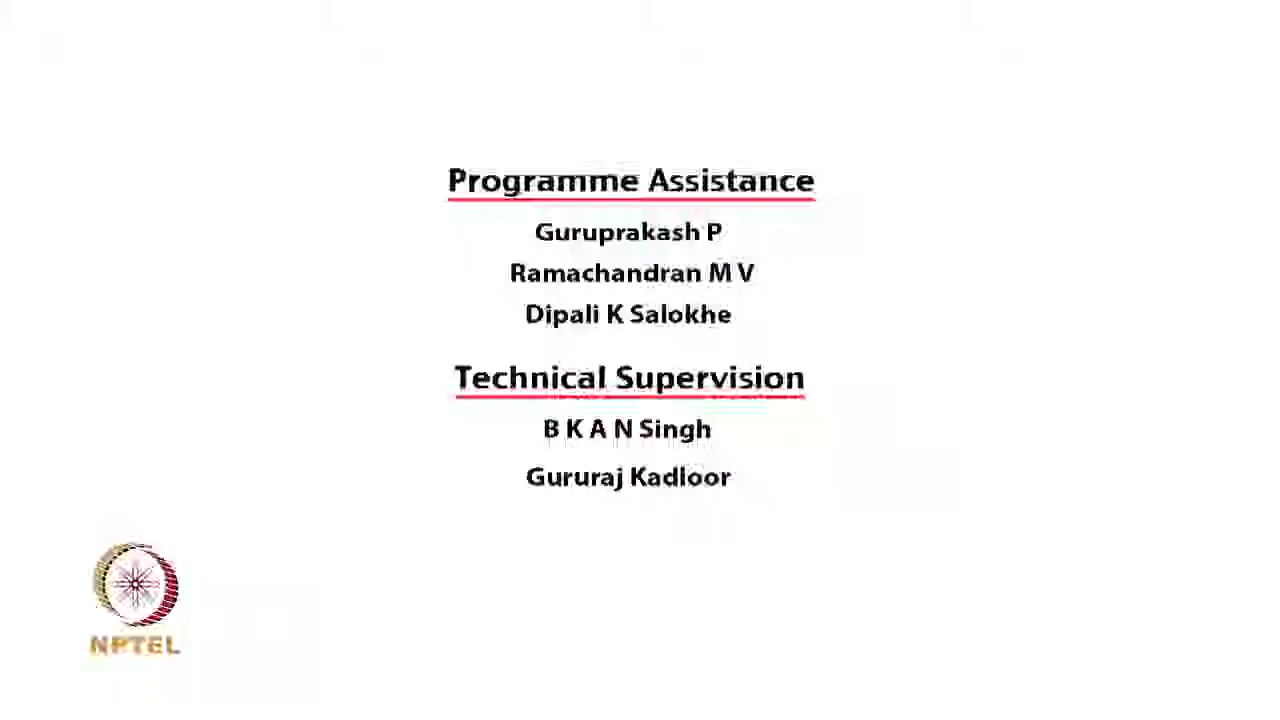 Programme Assistance
Guruprakash P
Ramachandran M V
Dipali K Salokhe
Technical Supervision
B K A N Singh
Gururaj Kadloor
NPTEL